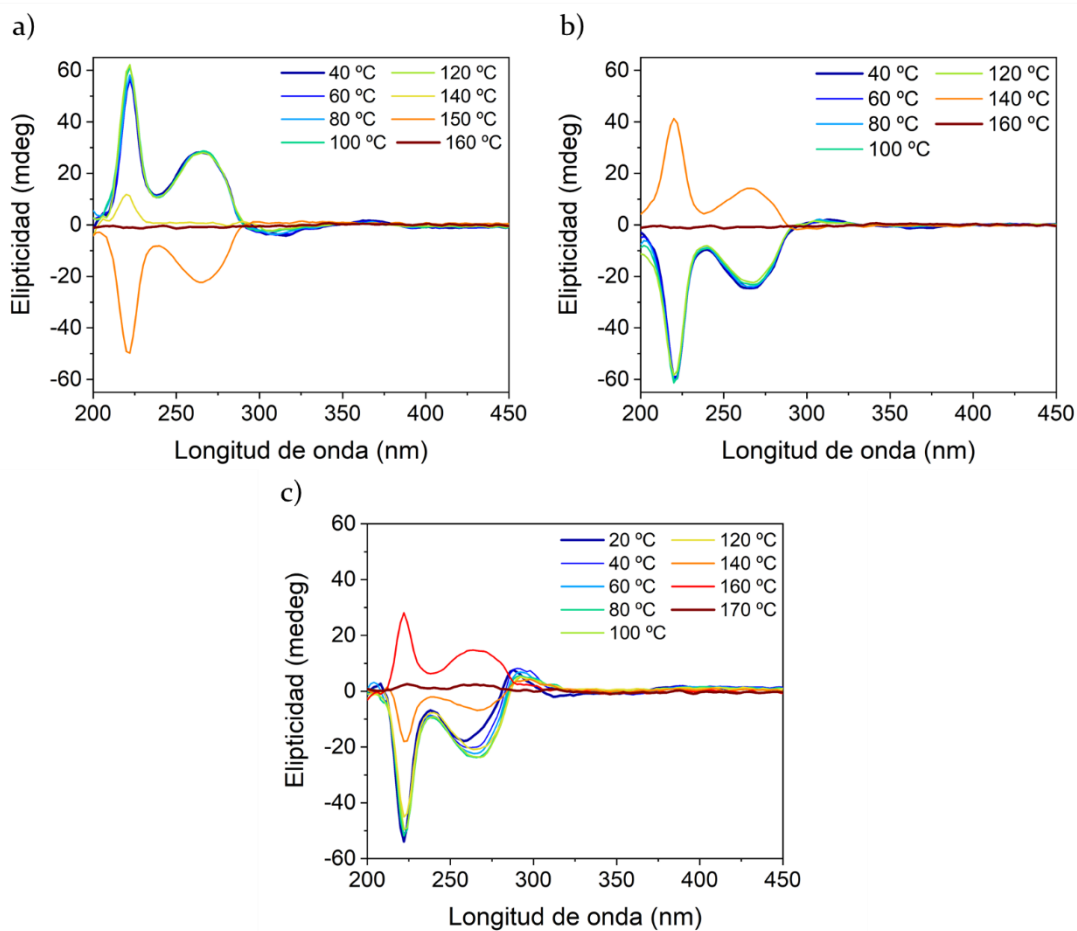 a)
Elipticidad (mdeg)
60
40
20
0
-20
-40
-60
40 ºC
60 ºC
80 ºC
100 ºC
120 ºC
140 ºC
150 ºC
160 ºC
200 250 300 350 400 450
Longitud de onda (nm)
b)
Elipticidad (mdeg)
60
40
20
0
-20
-40
-60
40 ºC
60 ºC
80 ºC
100 ºC
120 ºC
140 ºC
160 ºC
200 250 300 350 400 450
Longitud de onda (nm)
c)
Elipticidad (medeg)
60
40
20
0
-20
-40
-60
20 ºC
40 ºC
60 ºC
80 ºC
100 ºC
120 ºC
140 ºC
160 ºC
170 ºC
200 250 300 350 400 450
Longitud de onda (nm)